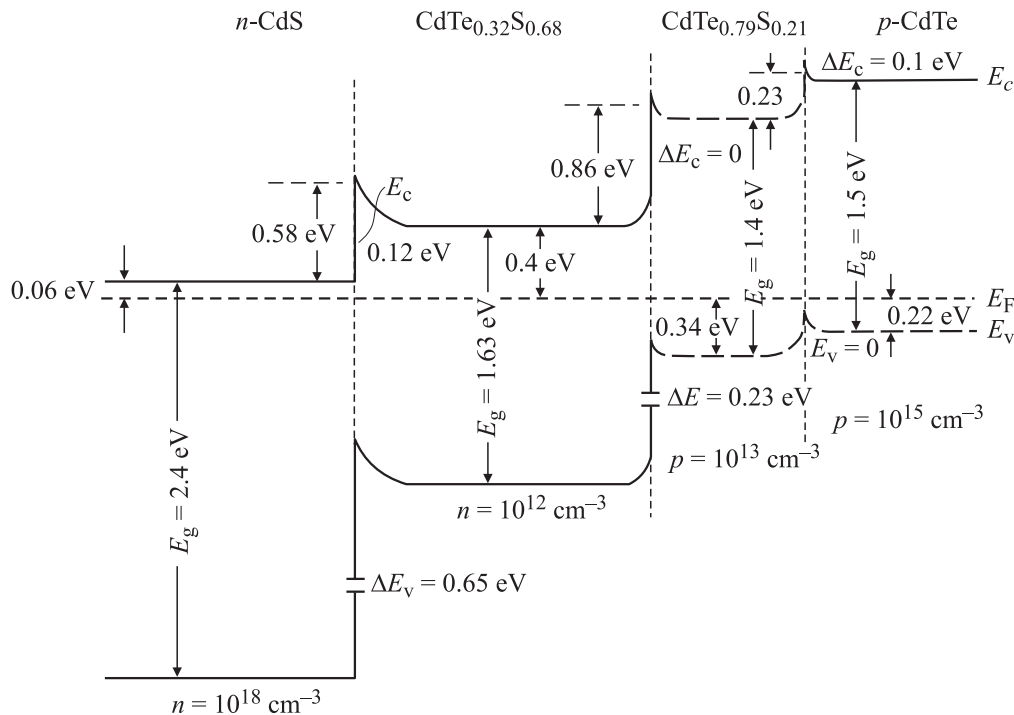 n-CdS
CdTe0.32S0.68
CdTe0.79S0.21
p-CdTe
ΔEc = 0.1 eV
Ec
0.23
0.86 eV
ΔEc = 0
Ec
0.58 eV
0.12 eV
0.4 eV
Eg = 1.4 eV
Eg = 1.5 eV
0.06 eV
EF
0.34 eV
0.22 eV
Ev
Ev = 0
Eg = 1.63 eV
ΔE = 0.23 eV
p = 10^15 cm–3
p = 10^13 cm–3
Eg = 2.4 eV
n = 10^12 cm–3
ΔEv = 0.65 eV
n = 10^18 cm–3